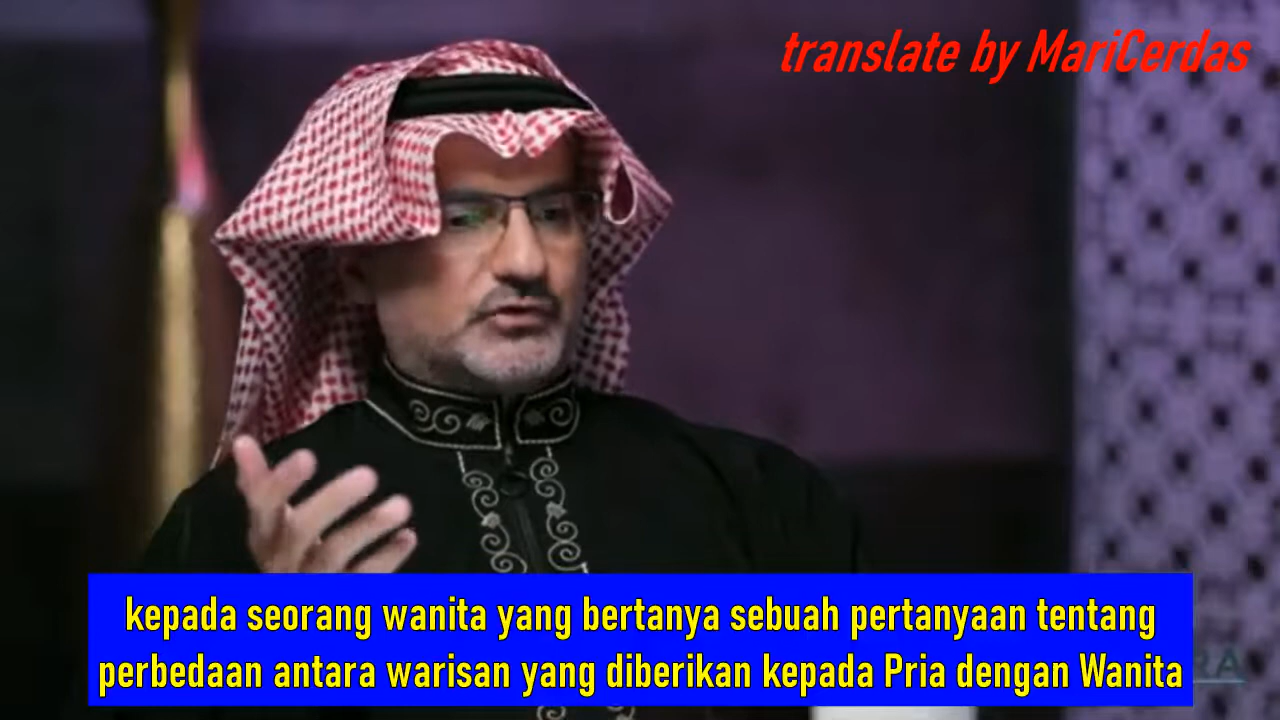 translate by MariCerdas
kepada seorang wanita yang bertanya sebuah pertanyaan tentang
perbedaan antara warisan yang diberikan kepada Pria dengan Wanita